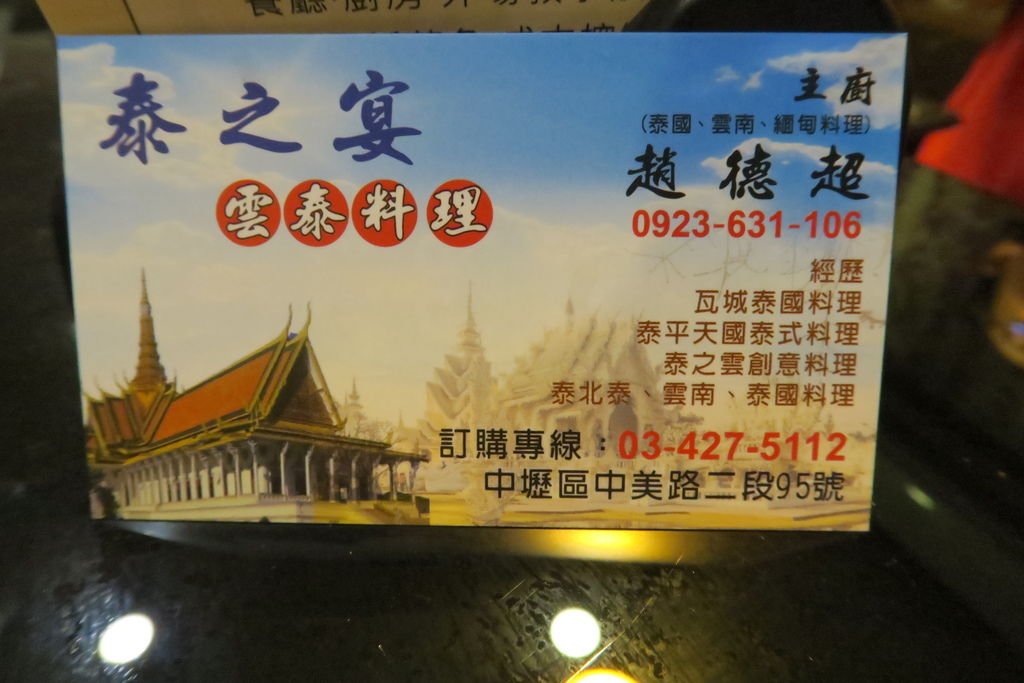 泰之宴
雲泰料理
主廚
(泰國、雲南、緬甸料理)
趙德超
0923-631-106
經歷
瓦城泰國料理
泰平天國泰式料理
泰之雲創意料理
泰北泰、雲南、泰國料理
訂購專線：03-427-5112
中壢區中美路二段95號